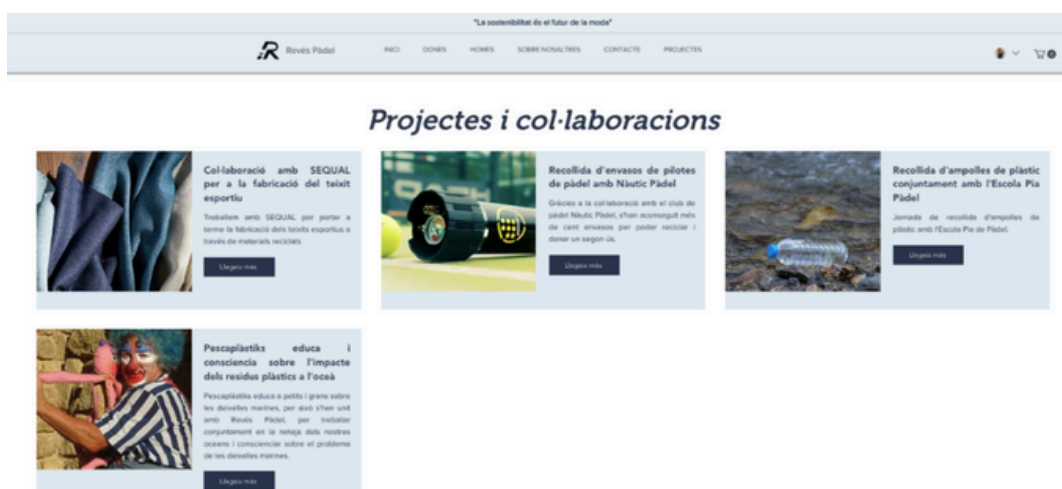 "La sostenibilitat és el futur de la moda"
Revés Pàdel
INICI DONES HOMES SOBRE NOSALTRES CONTACTE PROJECTES
0
Projectes i col·laboracions
Col·laboració amb SEQUAL
per a la fabricació del teixit
esportiu
Treballem amb SEQUAL per portar a
terme la fabricació dels teixits esportius a
través de materials reciclats
Llegeix més
Recollida d'envasos de pilotes
de pàdel amb Nàutic Pàdel
Gràcies a la col·laboració amb el club de
pàdel Nàutic Pàdel, s'han aconseguit més
de cent envasos per poder reciclar i
donar un segon ús.
Llegeix més
Recollida d'ampolles de plàstic
conjuntament amb l'Escola Pia
Pàdel
Jornada de recollida d'ampolles de
plàstic amb l'Escola Pia de Pàdel.
Llegeix més
Pescaplàstiks educa i
consciencia sobre l'impacte
dels residus plàstics a l'oceà
Pescaplàstiks educa a petits i grans sobre
les deixalles marines, per això s'han unit
amb Revés Pàdel, per treballar
conjuntament en la neteja dels nostres
oceans i conscienciar sobre el problema
de les deixalles marines.
Llegeix més